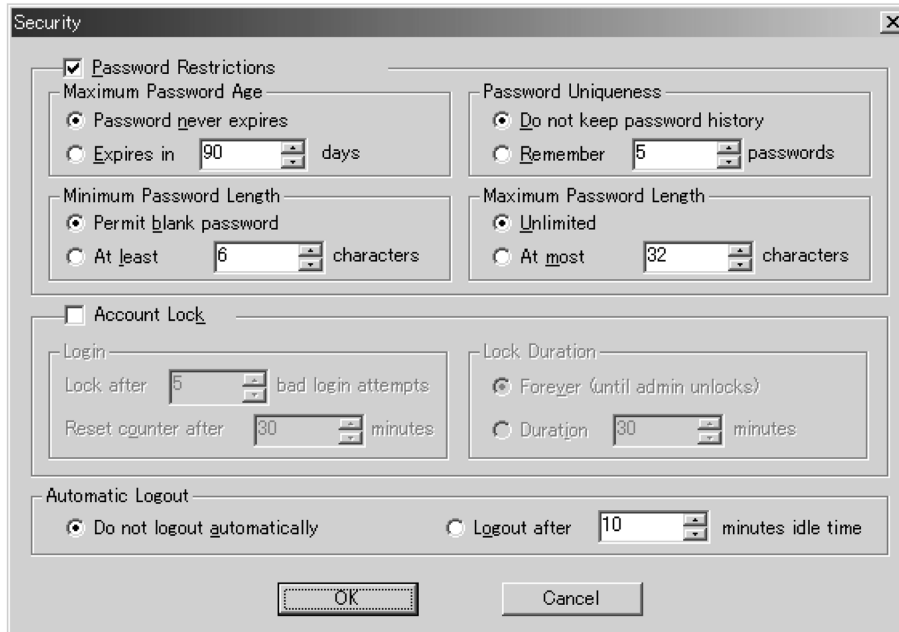 Security
Password Restrictions
Maximum Password Age
Password never expires
Expires in 90 days
Password Uniqueness
Do not keep password history
Remember 5 passwords
Minimum Password Length
Permit blank password
At least 6 characters
Maximum Password Length
Unlimited
At most 32 characters
Account Lock
Login
Lock after 5 bad login attempts
Reset counter after 30 minutes
Lock Duration
Forever (until admin unlocks)
Duration 30 minutes
Automatic Logout
Do not logout automatically
Logout after 10 minutes idle time
OK
Cancel